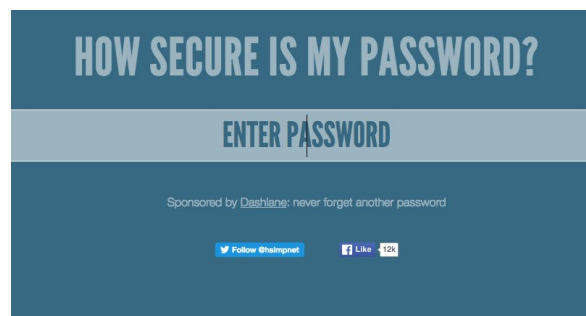 HOW SECURE IS MY PASSWORD?
ENTER PASSWORD
Sponsored by Dashlane: never forget another password
Follow @hsimpnet
Like 12k